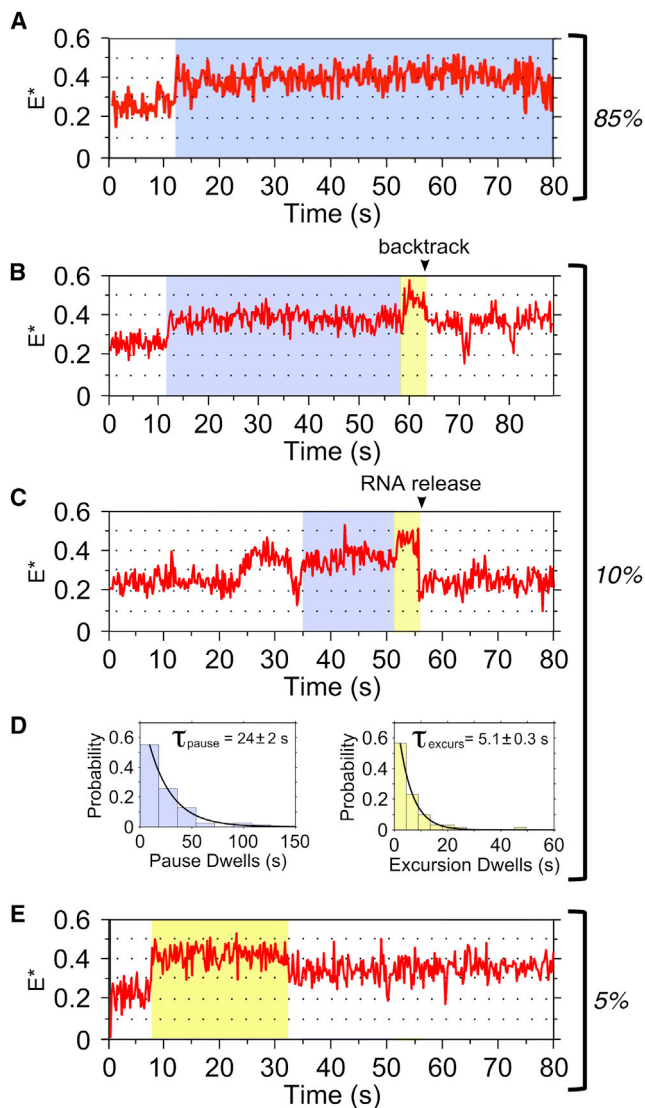 A
0.6
0.4
0.2
0
E*
0 10 20 30 40 50 60 70 80
Time (s)
85%
backtrack
B
0.6
0.4
0.2
0
E*
0 10 20 30 40 50 60 70 80
Time (s)
RNA release
C
0.6
0.4
0.2
0
E*
0 10 20 30 40 50 60 70 80
Time (s)
10%
D
Probability
0.6
0.4
0.2
0
τpause = 24±2 s
0 50 100 150
Pause Dwells (s)
Probability
0.6
0.4
0.2
0
τexcurs = 5.1±0.3 s
0 20 40 60
Excursion Dwells (s)
E
0.6
0.4
0.2
0
E*
0 10 20 30 40 50 60 70 80
Time (s)
5%